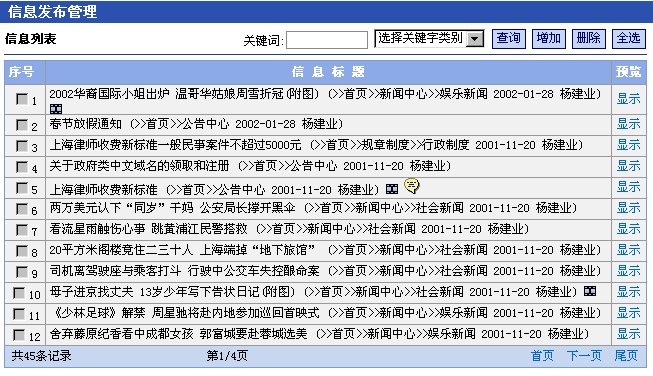 信息发布管理
信息列表 关键词: 选择关键字类别 查询 增加 删除 全选
序号 信 息 标 题 预览
1 2002华裔国际小姐出炉 温哥华姑娘周雪折冠(附图) (>>首页>>新闻中心>>娱乐新闻 2002-01-28 杨建业) 显示
2 春节放假通知 (>>首页>>公告中心 2002-01-28 杨建业) 显示
3 上海律师收费新标准一般民事案件不超过5000元 (>>首页>>规章制度>>行政制度 2001-11-20 杨建业) 显示
4 关于政府类中文域名的领取和注册 (>>首页>>公告中心 2001-11-20 杨建业) 显示
5 上海律师收费新标准 (>>首页>>公告中心 2001-11-20 杨建业) 显示
6 两万美元认下“同岁”干妈 公安局长撑开黑伞 (>>首页>>新闻中心>>社会新闻 2001-11-20 杨建业) 显示
7 看流星雨触伤心事 跳黄浦江民警搭救 (>>首页>>新闻中心>>社会新闻 2001-11-20 杨建业) 显示
8 20平方米阁楼竟住二三十人 上海端掉“地下旅馆” (>>首页>>新闻中心>>社会新闻 2001-11-20 杨建业) 显示
9 司机离驾驶座与乘客打斗 行驶中公交车失控酿命案 (>>首页>>新闻中心>>社会新闻 2001-11-20 杨建业) 显示
10 母子进京找丈夫 13岁少年写下告状日记(附图) (>>首页>>新闻中心>>社会新闻 2001-11-20 杨建业) 显示
11 《少林足球》解禁 周星驰将赴内地参加巡回首映式 (>>首页>>新闻中心>>娱乐新闻 2001-11-20 杨建业) 显示
12 舍弃藤原纪香看中成都女孩 郭富城要赴蓉城选美 (>>首页>>新闻中心>>娱乐新闻 2001-11-20 杨建业) 显示
共45条记录 第1/4页 首页 下一页 尾页